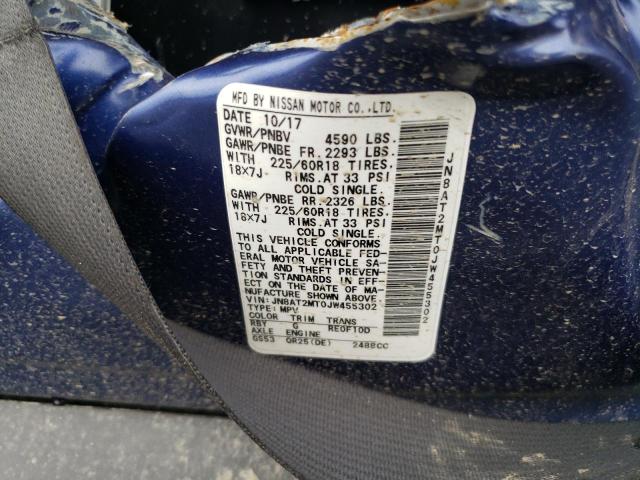 MFD BY NISSAN MOTOR CO.,LTD.
DATE 10/17
GVWR/PNBV 4590 LBS.
GAWR/PNBE FR. 2293 LBS.
WITH 225/60R18 TIRES.
18X7J RIMS.AT 33 PSI
COLD SINGLE.
GAWR/PNBE RR. 2326 LBS.
WITH 225/60R18 TIRES.
18X7J RIMS.AT 33 PSI
COLD SINGLE.
THIS VEHICLE CONFORMS
TO ALL APPLICABLE FED-
ERAL MOTOR VEHICLE SA-
FETY AND THEFT PREVEN-
TION STANDARDS IN EFF-
ECT ON THE DATE OF MA-
NUFACTURE SHOWN ABOVE.
VIN:JN8AT2MT0JW455302
TYPE:MPV
COLOR TRIM TRANS
RBY G RE0F10D
AXLE ENGINE
GS53 QR25(DE) 2488CC
JN8AT2MT0JW455302